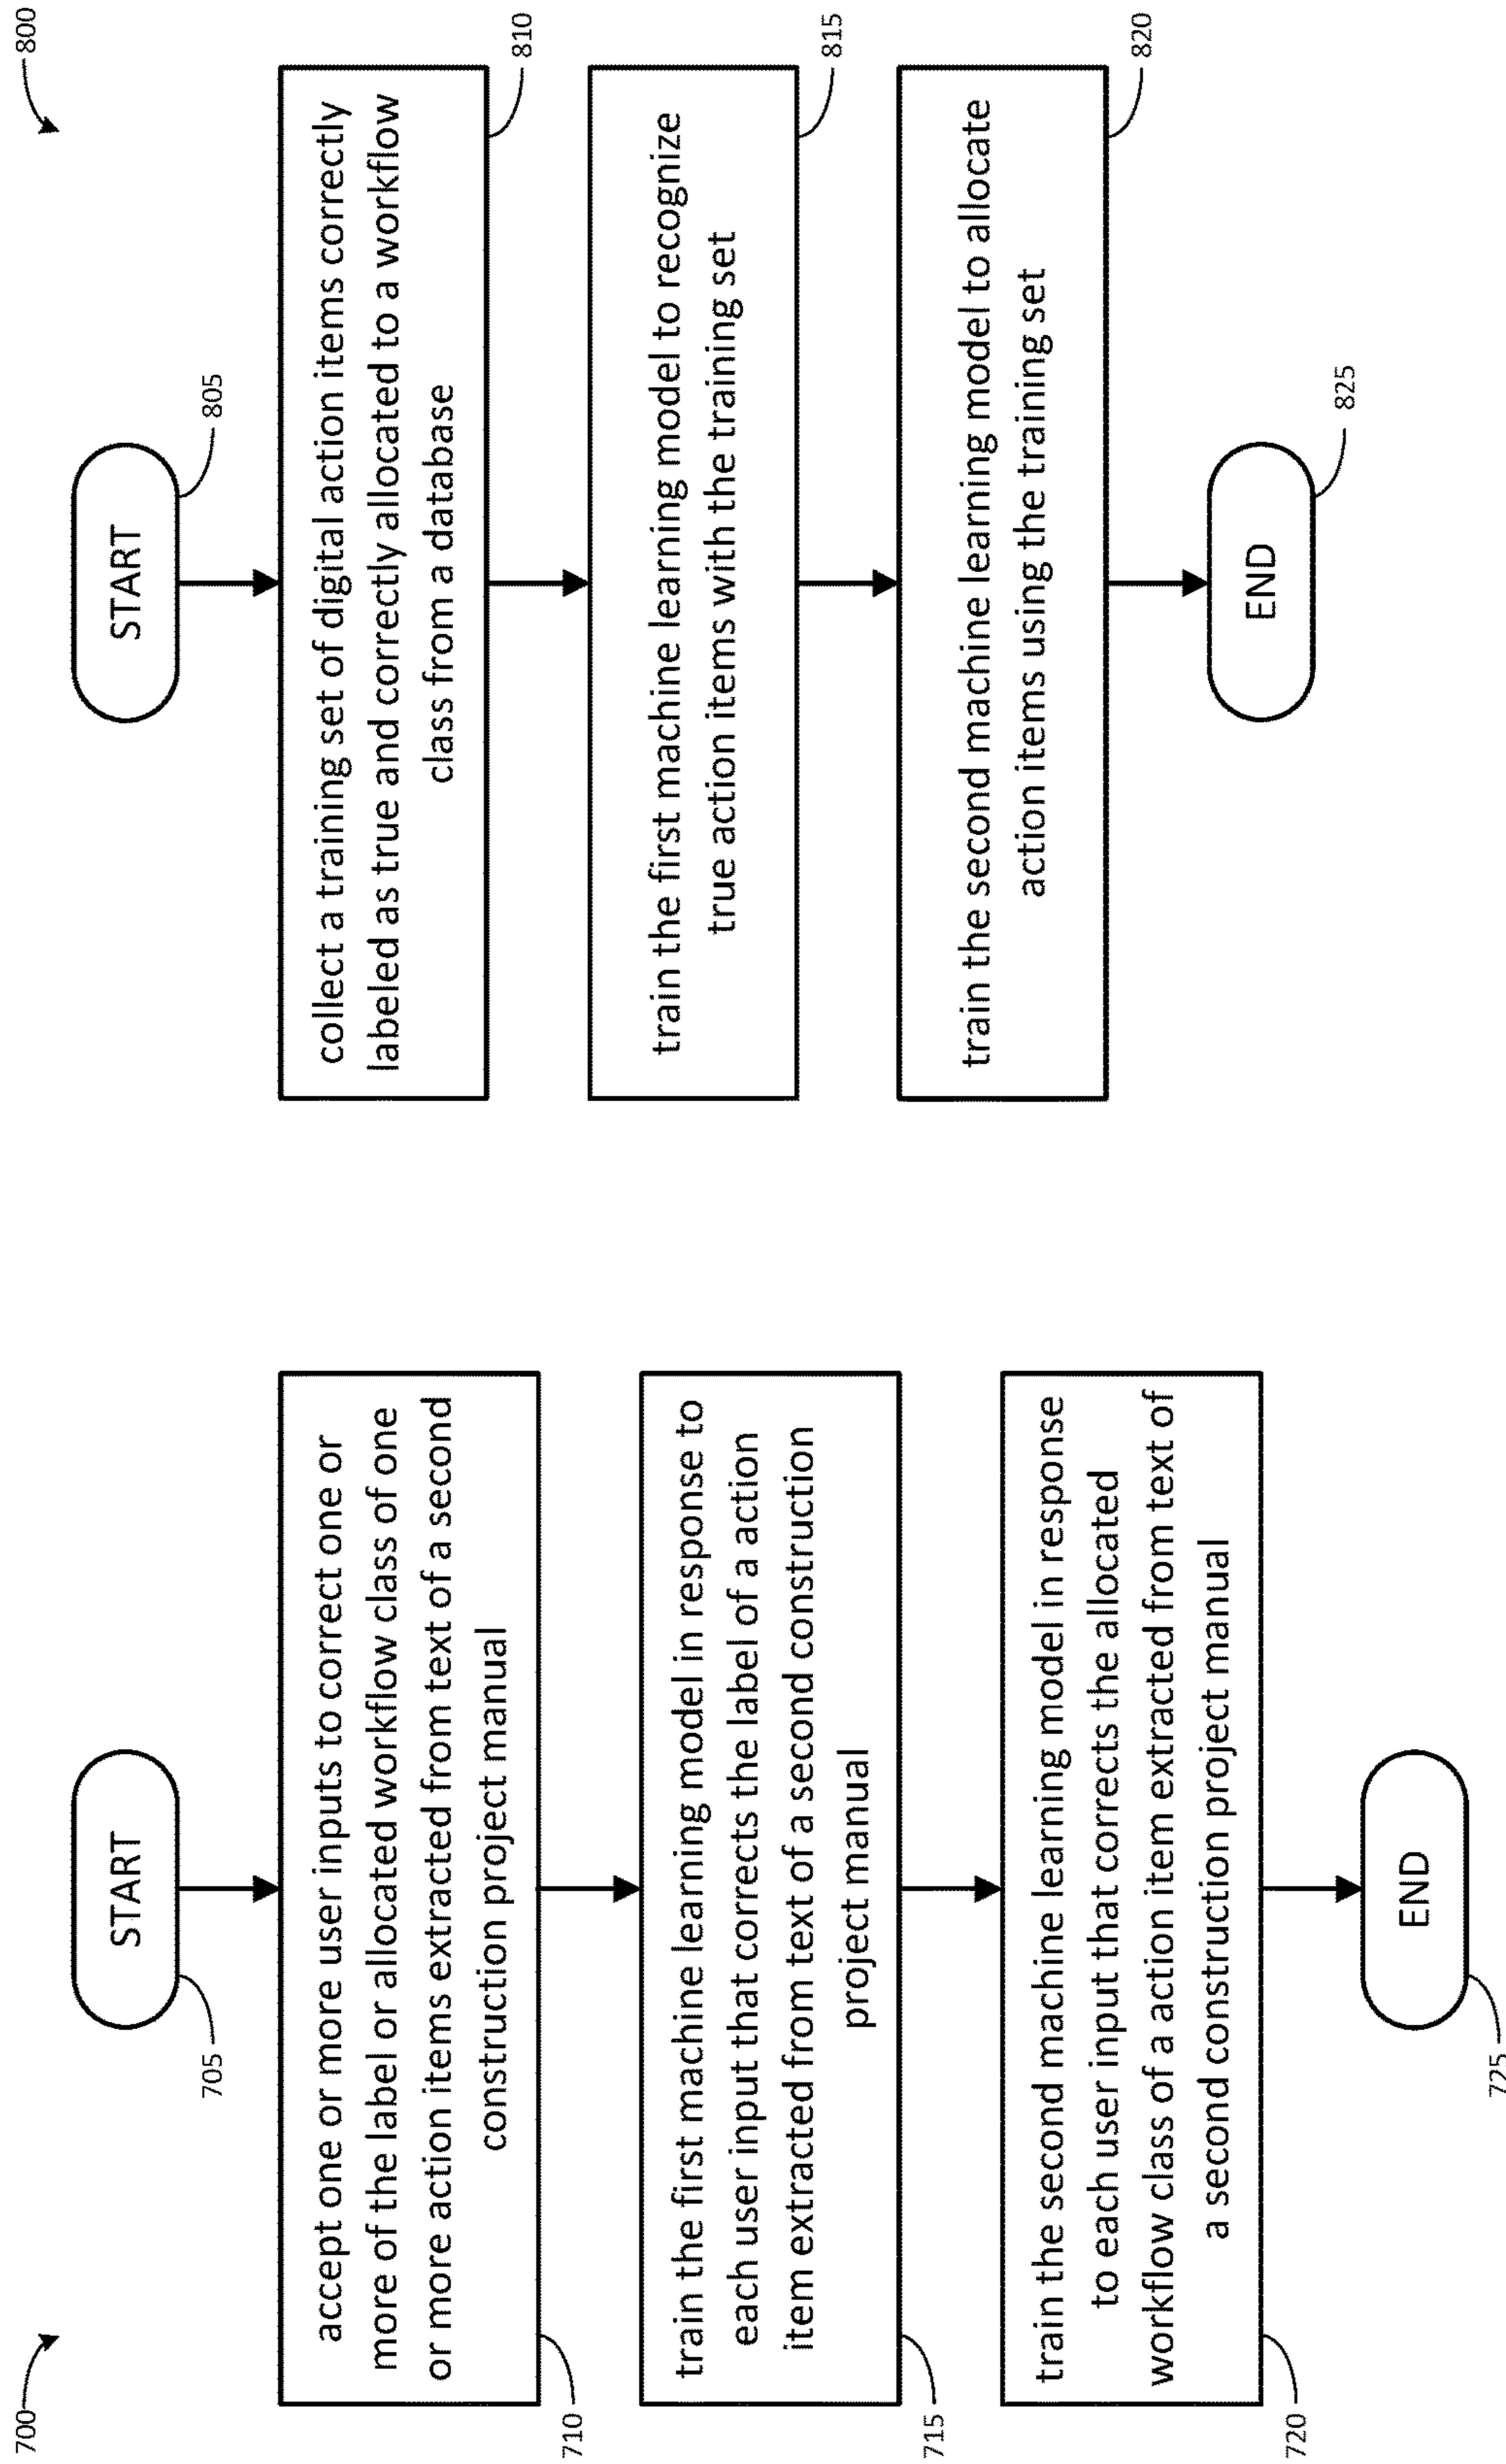 700
START
705
accept one or more user inputs to correct one or
more of the label or allocated workflow class of one
or more action items extracted from text of a second
construction project manual
710
train the first machine learning model in response to
each user input that corrects the label of a action
item extracted from text of a second construction
project manual
715
train the second machine learning model in response
to each user input that corrects the allocated
workflow class of a action item extracted from text of
a second construction project manual
720
END
725
800
START
805
collect a training set of digital action items correctly
labeled as true and correctly allocated to a workflow
class from a database
810
train the first machine learning model to recognize
true action items with the training set
815
train the second machine learning model to allocate
action items using the training set
820
END
825